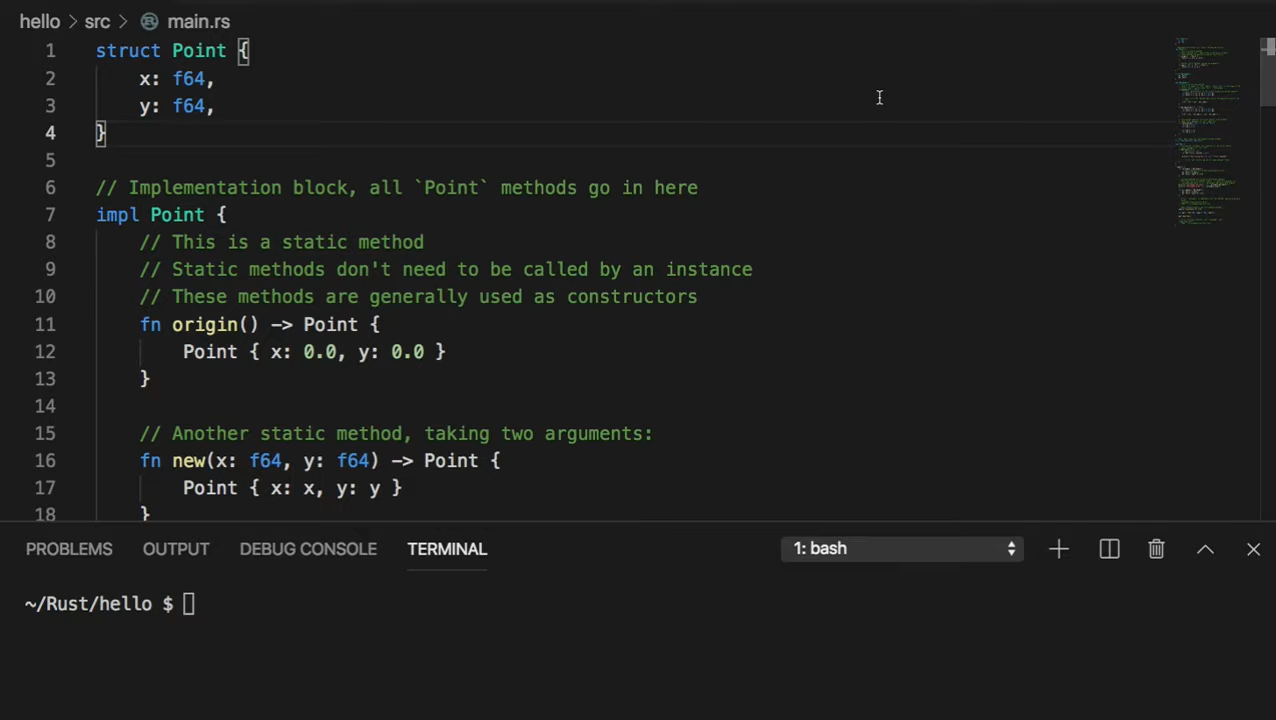 hello > src > main.rs
1 struct Point {
2 x: f64,
3 y: f64,
4 }
5
6 // Implementation block, all `Point` methods go in here
7 impl Point {
8 // This is a static method
9 // Static methods don't need to be called by an instance
10 // These methods are generally used as constructors
11 fn origin() -> Point {
12 Point { x: 0.0, y: 0.0 }
13 }
14
15 // Another static method, taking two arguments:
16 fn new(x: f64, y: f64) -> Point {
17 Point { x: x, y: y }
18 }
PROBLEMS OUTPUT DEBUG CONSOLE TERMINAL 1: bash
~/Rust/hello $